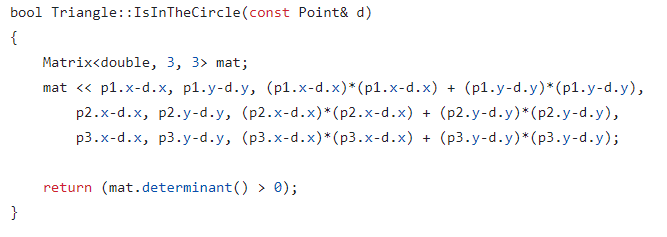 bool Triangle::IsInTheCircle(const Point& d)
{
    Matrix<double, 3, 3> mat;
    mat << p1.x-d.x, p1.y-d.y, (p1.x-d.x)*(p1.x-d.x) + (p1.y-d.y)*(p1.y-d.y),
        p2.x-d.x, p2.y-d.y, (p2.x-d.x)*(p2.x-d.x) + (p2.y-d.y)*(p2.y-d.y),
        p3.x-d.x, p3.y-d.y, (p3.x-d.x)*(p3.x-d.x) + (p3.y-d.y)*(p3.y-d.y);
    return (mat.determinant() > 0);
}